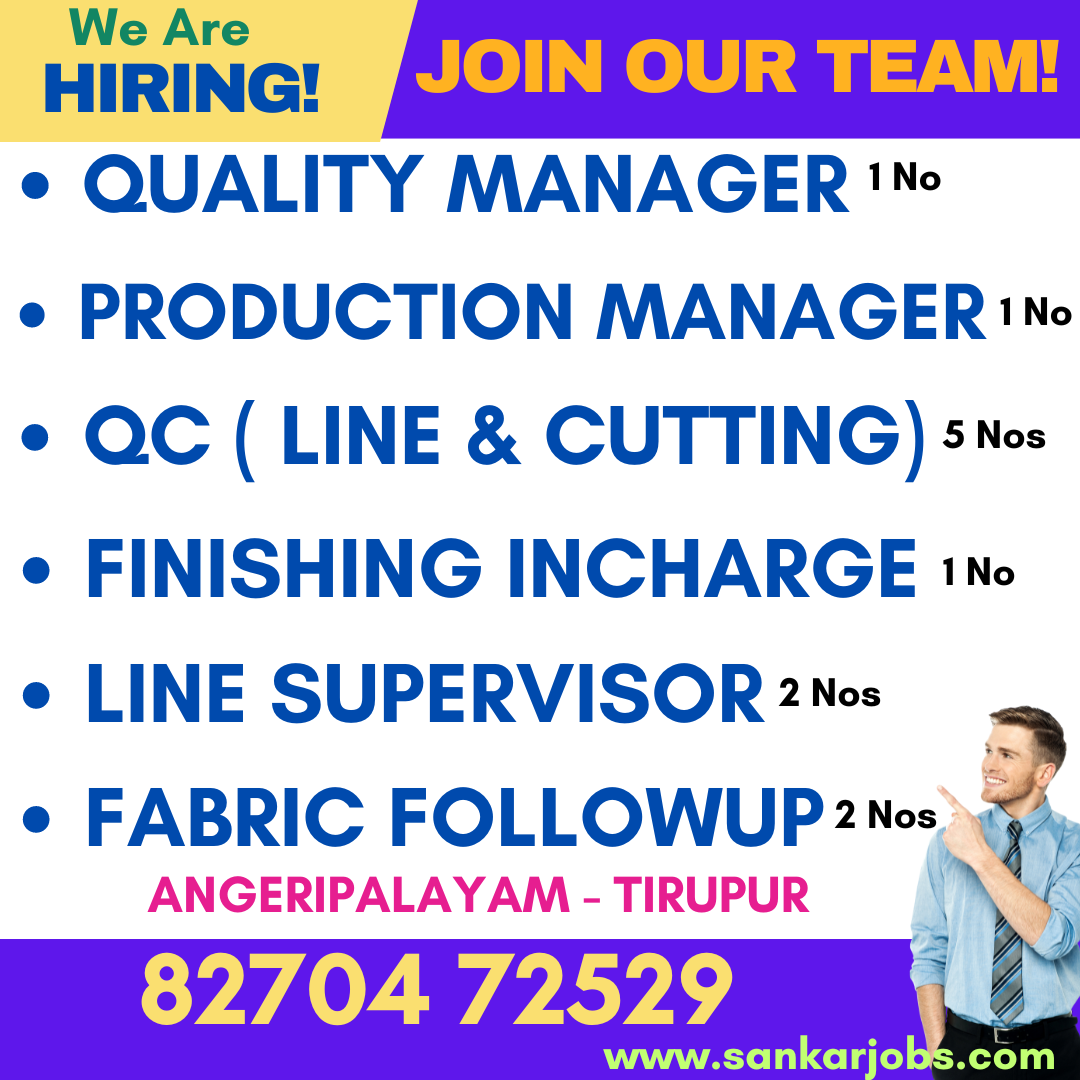 We Are
HIRING!
JOIN OUR TEAM!
• QUALITY MANAGER 1 No
• PRODUCTION MANAGER 1 No
• QC ( LINE & CUTTING) 5 Nos
• FINISHING INCHARGE 1 No
• LINE SUPERVISOR 2 Nos
• FABRIC FOLLOWUP 2 Nos
ANGERIPALAYAM - TIRUPUR
82704 72529
www.sankarjobs.com